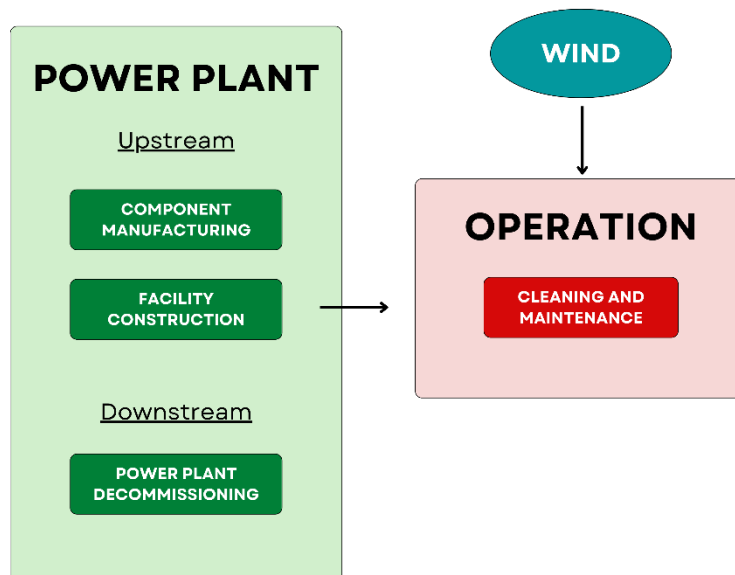 POWER PLANT
Upstream
COMPONENT
MANUFACTURING
FACILITY
CONSTRUCTION
Downstream
POWER PLANT
DECOMMISSIONING
WIND
OPERATION
CLEANING AND
MAINTENANCE